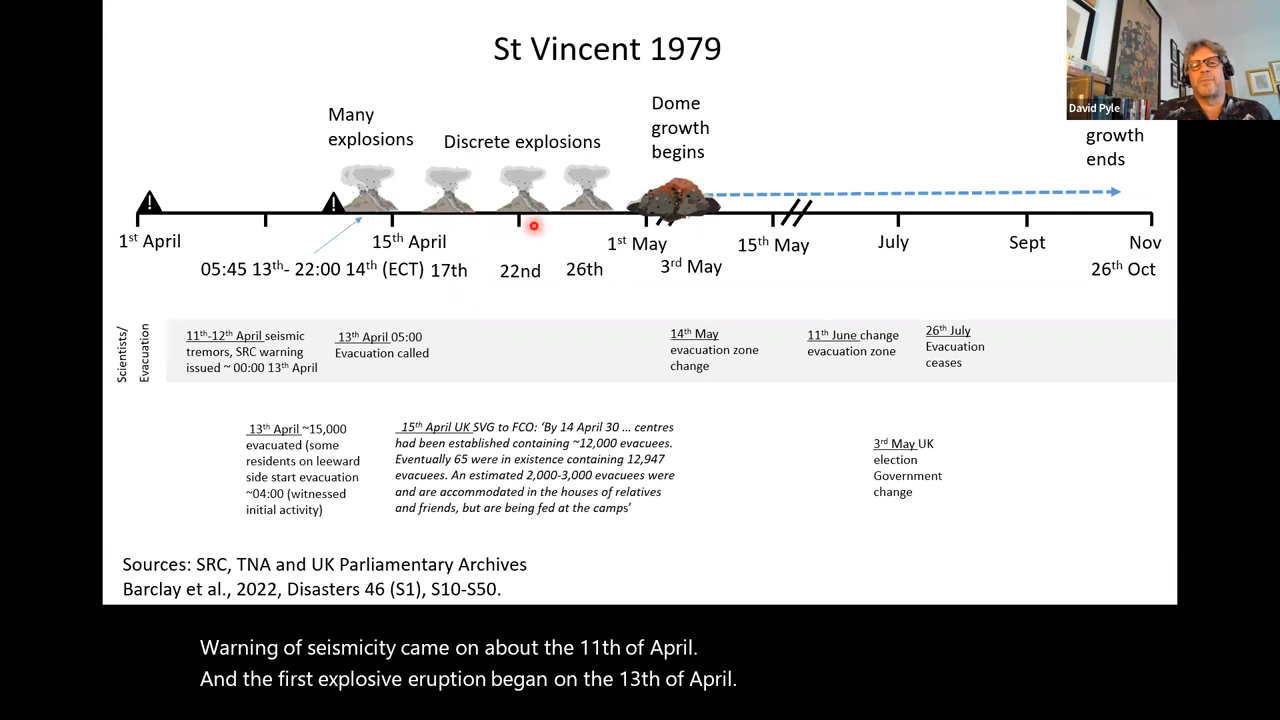 St Vincent 1979
David Pyle
Many
explosions
Discrete explosions
Dome
growth
begins
growth
ends
!
!
1st April
15th April
1st May
15th May
July
Sept
Nov
05:45 13th- 22:00 14th (ECT)
17th
22nd
26th
3rd May
26th Oct
Scientists/
Evacuation
11th-12th April seismic
tremors, SRC warning
issued ~ 00:00 13th April
13th April 05:00
Evacuation called
14th May
evacuation zone
change
11th June change
evacuation zone
26th July
Evacuation
ceases
13th April ~15,000
evacuated (some
residents on leeward
side start evacuation
~04:00 (witnessed
initial activity)
15th April UK SVG to FCO: ‘By 14 April 30 ... centres
had been established containing ~12,000 evacuees.
Eventually 65 were in existence containing 12,947
evacuees. An estimated 2,000-3,000 evacuees were
and are accommodated in the houses of relatives
and friends, but are being fed at the camps’
3rd May UK
election
Government
change
Sources: SRC, TNA and UK Parliamentary Archives
Barclay et al., 2022, Disasters 46 (S1), S10-S50.
Warning of seismicity came on about the 11th of April.
And the first explosive eruption began on the 13th of April.